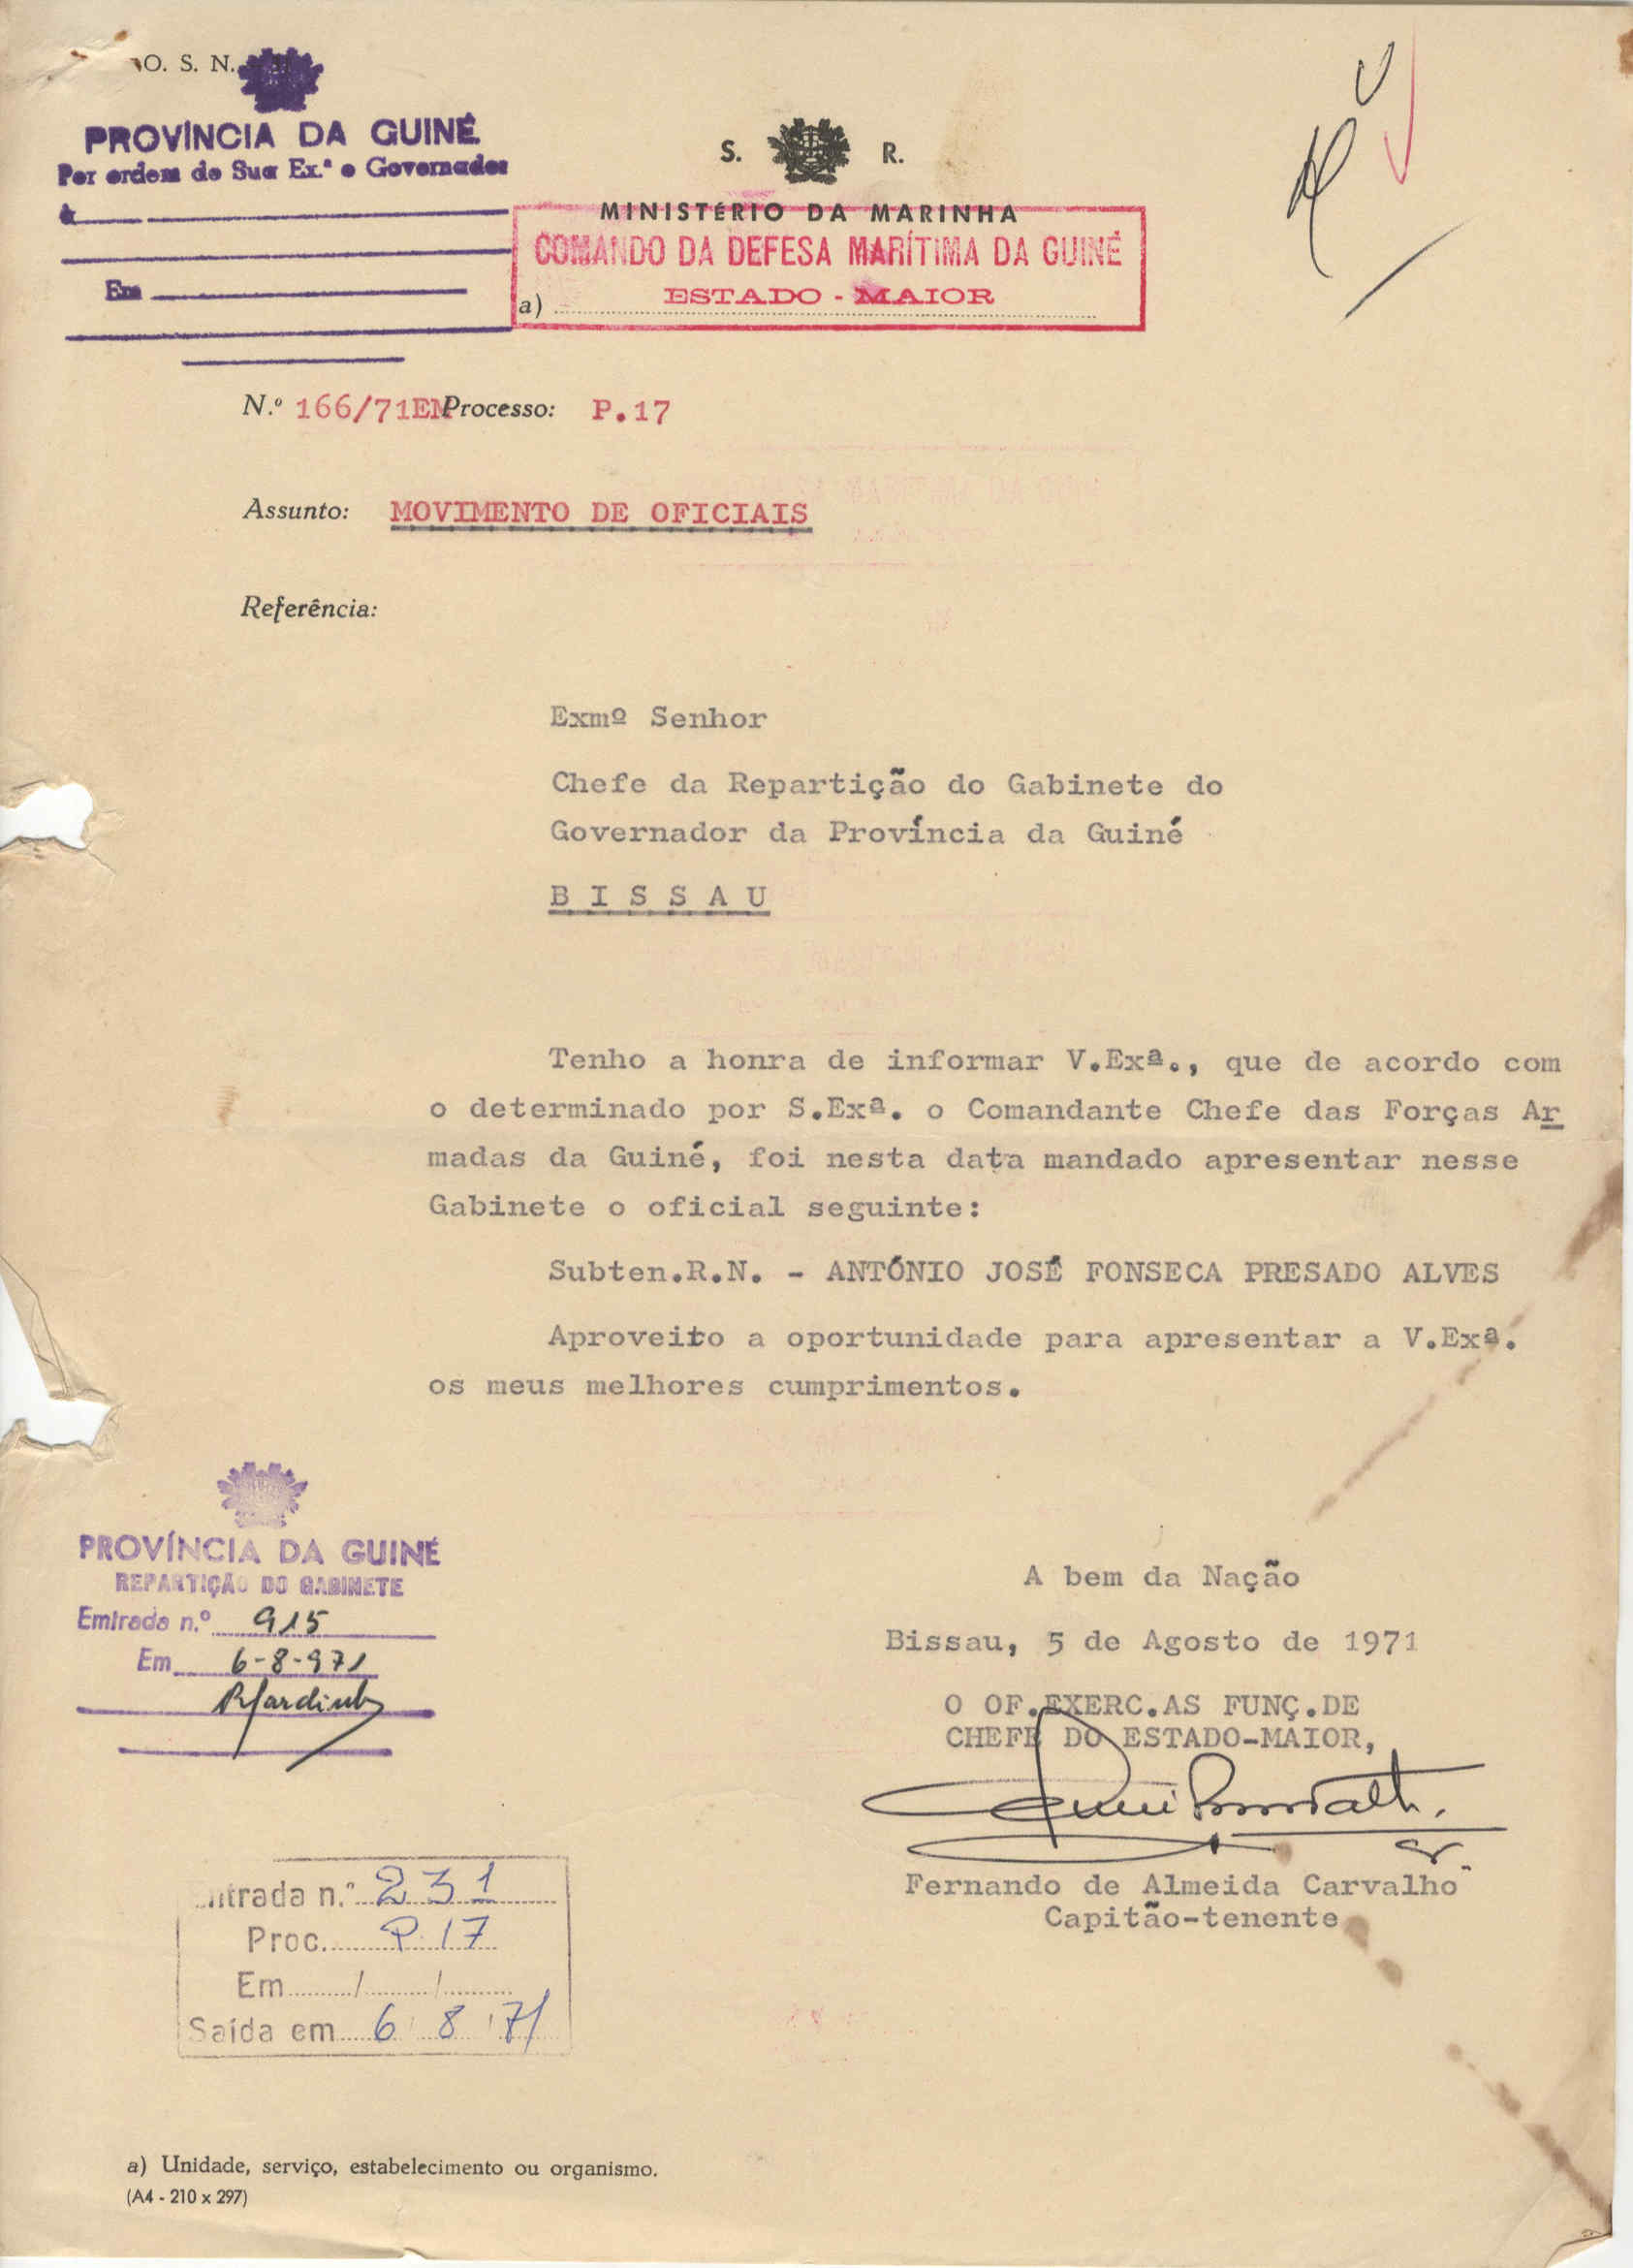 O. S. N.
PROVÍNCIA DA GUINÉ
Por ordem de Sua Ex.ª o Governador
à
Em
S. R.
MINISTÉRIO DA MARINHA
COMANDO DA DEFESA MARÍTIMA DA GUINÉ
ESTADO - MAIOR
a)
N.º 166/71EM Processo: P.17
Assunto: MOVIMENTO DE OFICIAIS
Referência:
Exmº Senhor
Chefe da Repartição do Gabinete do
Governador da Província da Guiné
B I S S A U
Tenho a honra de informar V.Exª., que de acordo com
o determinado por S.Exª. o Comandante Chefe das Forças Ar
madas da Guiné, foi nesta data mandado apresentar nesse
Gabinete o oficial seguinte:
Subten.R.N. - ANTÓNIO JOSÉ FONSECA PRESADO ALVES
Aproveito a oportunidade para apresentar a V.Exª.
os meus melhores cumprimentos.
PROVÍNCIA DA GUINÉ
REPARTIÇÃO DO GABINETE
Entrada n.º 915
Em 6-8-971
A bem da Nação
Bissau, 5 de Agosto de 1971
O OF.EXERC.AS FUNÇ.DE
CHEFE DO ESTADO-MAIOR,
Fernando de Almeida Carvalho
Capitão-tenente
Entrada n.º 231
Proc. P.17
Em / /
Saída em 6 8 71
a) Unidade, serviço, estabelecimento ou organismo.
(A4 - 210 x 297)